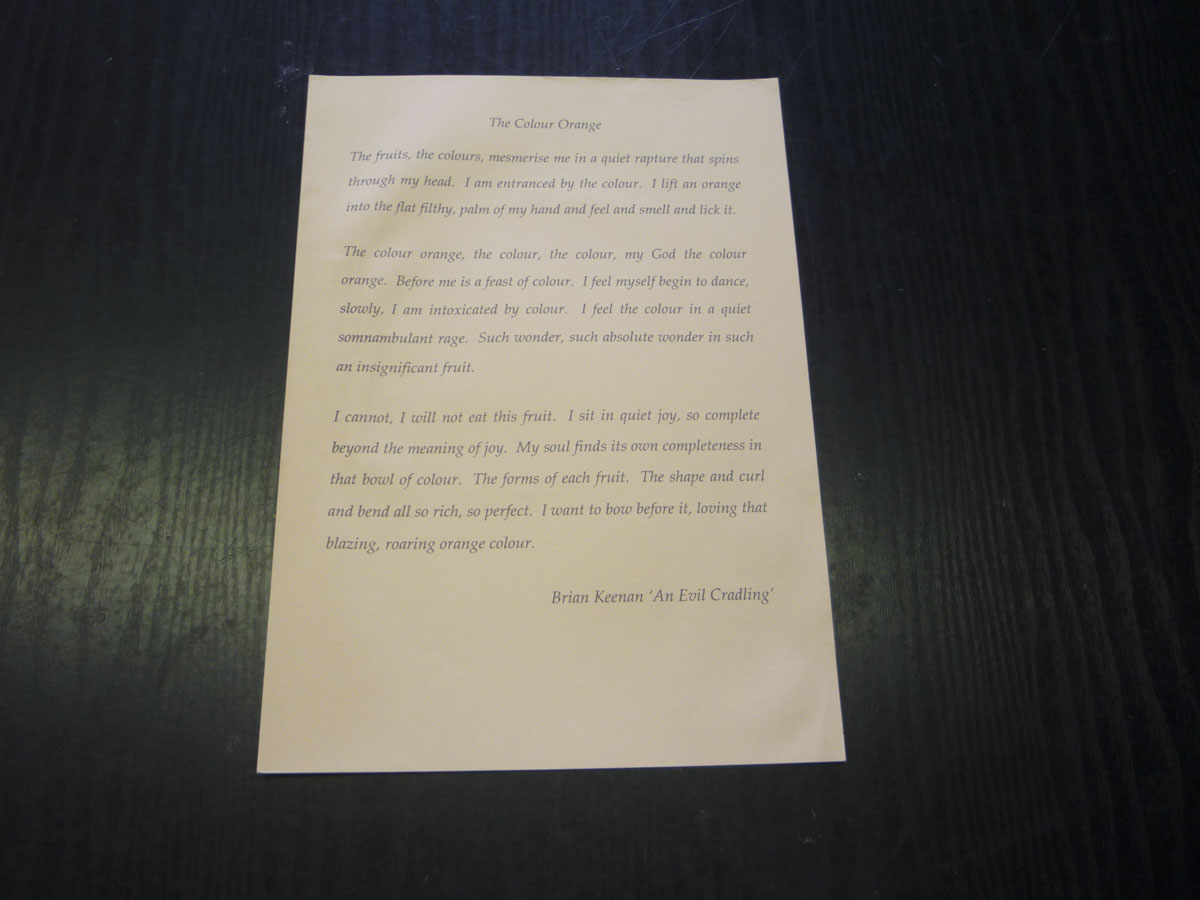 The Colour Orange
The fruits, the colours, mesmerise me in a quiet rapture that spins
through my head. I am entranced by the colour. I lift an orange
into the flat filthy, palm of my hand and feel and smell and lick it.
The colour orange, the colour, the colour, my God the colour
orange. Before me is a feast of colour. I feel myself begin to dance,
slowly, I am intoxicated by colour. I feel the colour in a quiet
somnambulant rage. Such wonder, such absolute wonder in such
an insignificant fruit.
I cannot, I will not eat this fruit. I sit in quiet joy, so complete
beyond the meaning of joy. My soul finds its own completeness in
that bowl of colour. The forms of each fruit. The shape and curl
and bend all so rich, so perfect. I want to bow before it, loving that
blazing, roaring orange colour.
Brian Keenan ‘An Evil Cradling’